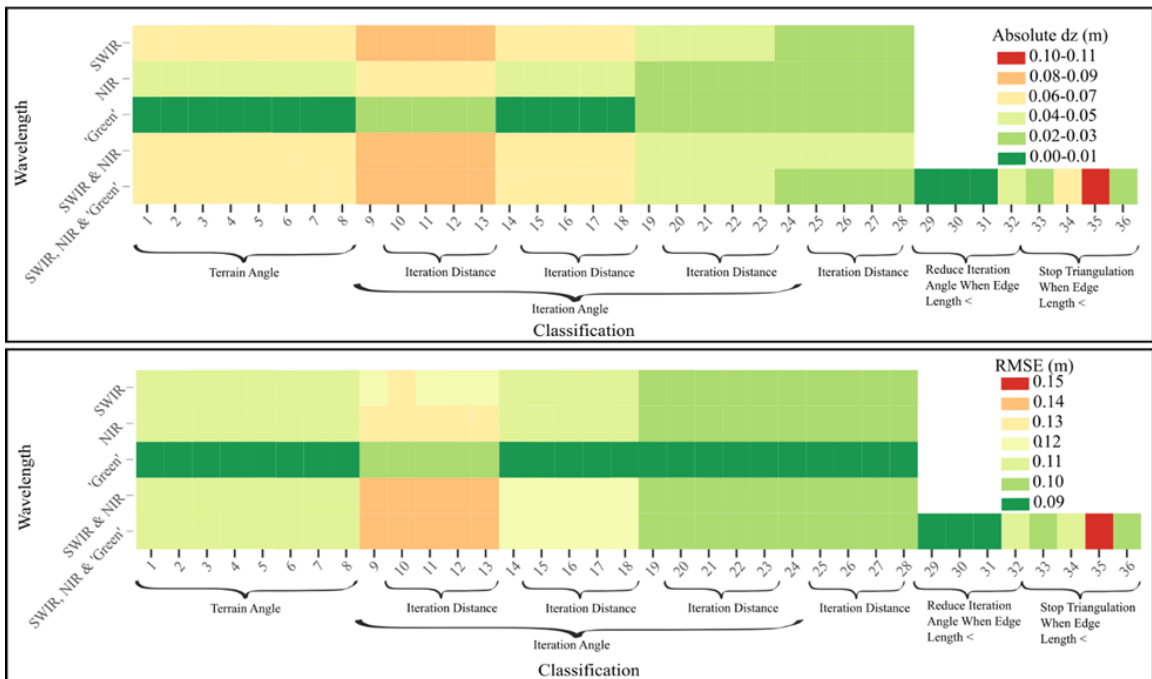 Absolute dz (m)
0.10-0.11
0.08-0.09
0.06-0.07
0.04-0.05
0.02-0.03
0.00-0.01
Wavelength
SWIR
NIR
'Green'
SWIR & NIR
SWIR, NIR & 'Green'
1 2 3 4 5 6 7 8 9 10 11 12 13 14 15 16 17 18 19 20 21 22 23 24 25 26 27 28 29 30 31 32 33 34 35 36
Terrain Angle
Iteration Distance
Iteration Distance
Iteration Distance
Iteration Distance
Reduce Iteration
Angle When Edge
Length <
Stop Triangulation
When Edge
Length <
Iteration Angle
Classification
RMSE (m)
0.15
0.14
0.13
0.12
0.11
0.10
0.09
Wavelength
SWIR
NIR
'Green'
SWIR & NIR
SWIR, NIR & 'Green'
1 2 3 4 5 6 7 8 9 10 11 12 13 14 15 16 17 18 19 20 21 22 23 24 25 26 27 28 29 30 31 32 33 34 35 36
Terrain Angle
Iteration Distance
Iteration Distance
Iteration Distance
Iteration Distance
Reduce Iteration
Angle When Edge
Length <
Stop Triangulation
When Edge
Length <
Iteration Angle
Classification